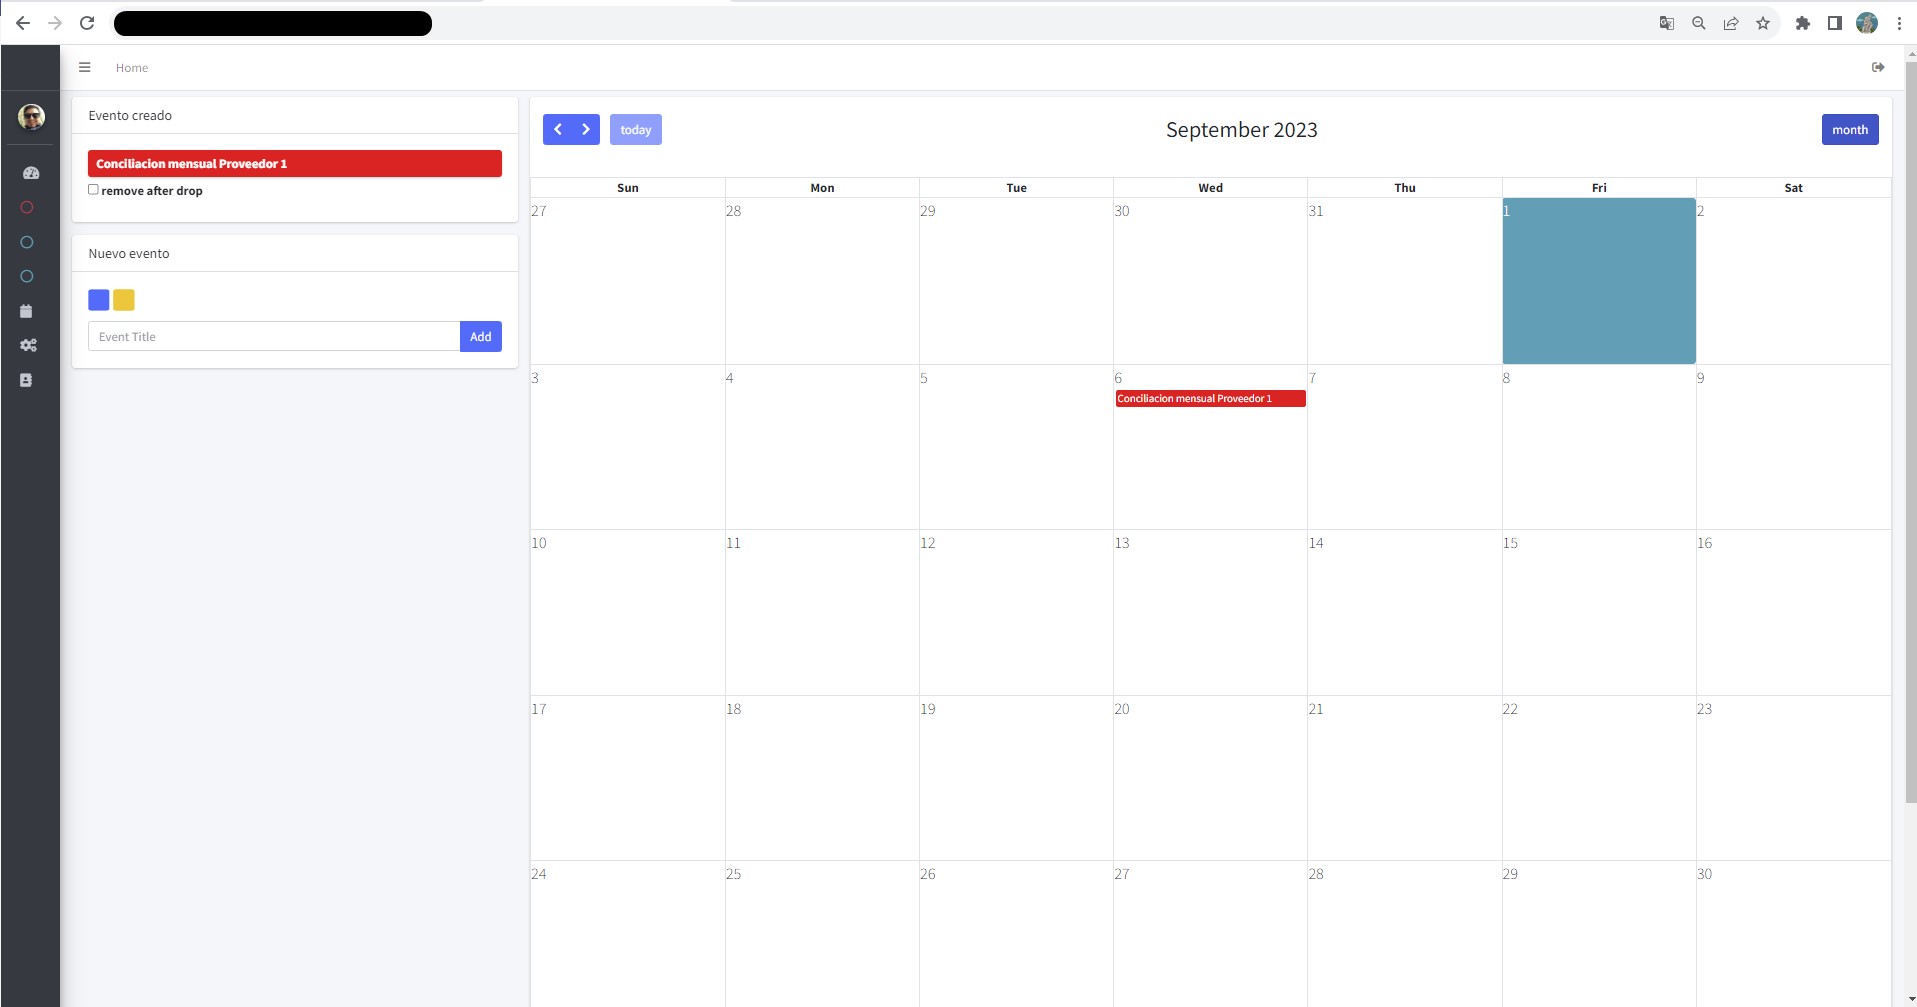 Home
Evento creado
Conciliacion mensual Proveedor 1
remove after drop
Nuevo evento
Event Title
Add
today
September 2023
month
Sun Mon Tue Wed Thu Fri Sat
27 28 29 30 31 1 2
3 4 5 6 7 8 9
Conciliacion mensual Proveedor 1
10 11 12 13 14 15 16
17 18 19 20 21 22 23
24 25 26 27 28 29 30